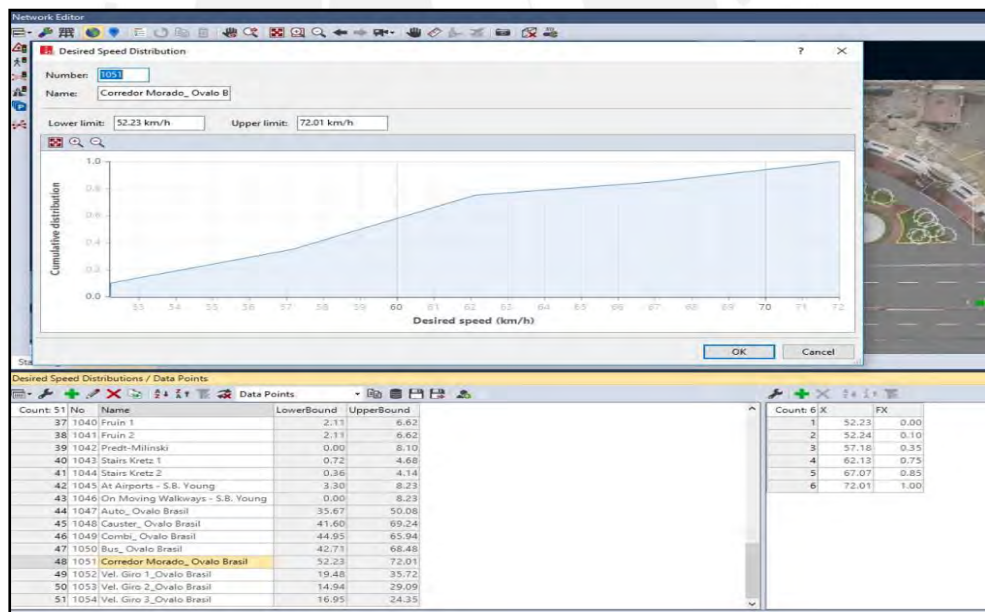 Network Editor
Desired Speed Distribution
? ×
Number: 1051
Name: Corredor Morado_ Ovalo B
Lower limit: 52.23 km/h Upper limit: 72.01 km/h
Cumulative distribution
1.0
0.8
0.6
0.4
0.2
0.0
53 54 55 56 57 58 59 60 61 62 63 64 65 66 67 68 69 70 71 72
Desired speed (km/h)
OK Cancel
Desired Speed Distributions / Data Points
Data Points
Count: 51 No Name LowerBound UpperBound
37 1040 Fruin 1 2.11 6.62
38 1041 Fruin 2 2.11 6.62
39 1042 Predt-Milinski 0.00 8.10
40 1043 Stairs Kretz 1 0.72 4.68
41 1044 Stairs Kretz 2 0.36 4.14
42 1045 At Airports - S.B. Young 3.30 8.23
43 1046 On Moving Walkways - S.B. Young 0.00 8.23
44 1047 Auto_ Ovalo Brasil 35.67 50.08
45 1048 Causter_ Ovalo Brasil 41.60 69.24
46 1049 Combi_ Ovalo Brasil 44.95 65.94
47 1050 Bus_ Ovalo Brasil 42.71 68.48
48 1051 Corredor Morado_ Ovalo Brasil 52.23 72.01
49 1052 Vel. Giro 1_Ovalo Brasil 19.48 35.72
50 1053 Vel. Giro 2_Ovalo Brasil 14.94 29.09
51 1054 Vel. Giro 3_Ovalo Brasil 16.95 24.35
Count: 6 X FX
1 52.23 0.00
2 52.24 0.10
3 57.18 0.35
4 62.13 0.75
5 67.07 0.85
6 72.01 1.00